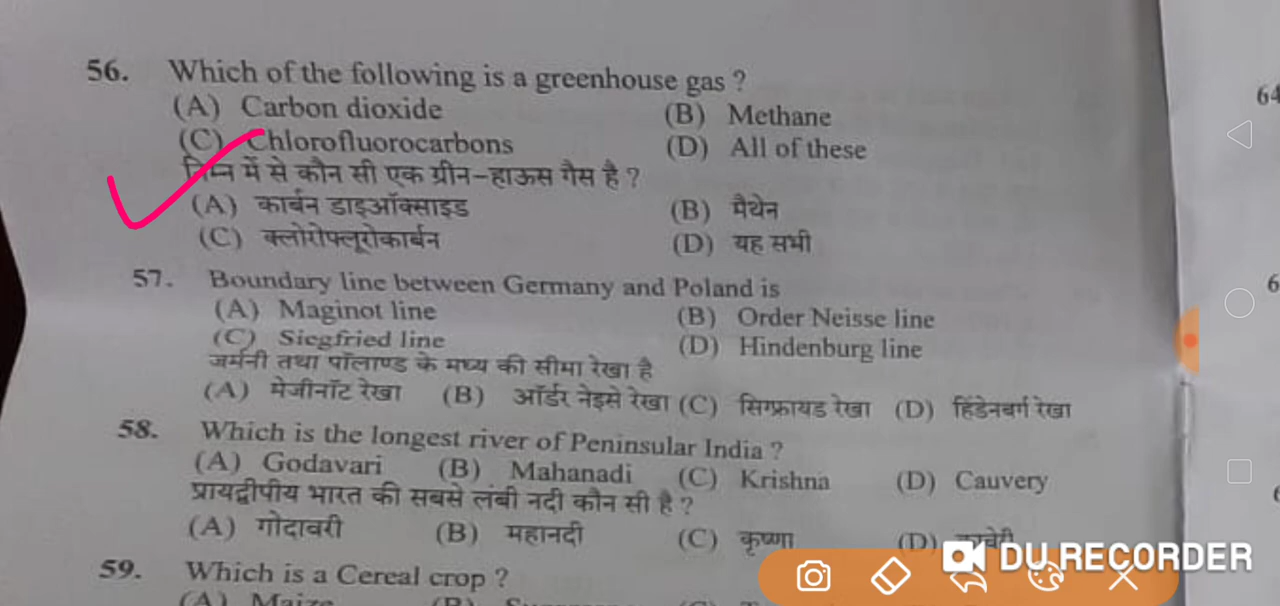 56. Which of the following is a greenhouse gas ?
(A) Carbon dioxide (B) Methane
(C) Chlorofluorocarbons (D) All of these
निम्न में से कौन सी एक ग्रीन-हाऊस गैस है ?
(A) कार्बन डाइऑक्साइड (B) मैथेन
(C) क्लोरोफ्लूरोकार्बन (D) यह सभी
57. Boundary line between Germany and Poland is
(A) Maginot line (B) Order Neisse line
(C) Siegfried line (D) Hindenburg line
जर्मनी तथा पॉलाण्ड के मध्य की सीमा रेखा है
(A) मेजीनॉट रेखा (B) ऑर्डर नेइसे रेखा (C) सिग्फ्रायड रेखा (D) हिंडेनबर्ग रेखा
58. Which is the longest river of Peninsular India ?
(A) Godavari (B) Mahanadi (C) Krishna (D) Cauvery
प्रायद्वीपीय भारत की सबसे लंबी नदी कौन सी है ?
(A) गोदावरी (B) महानदी (C) कृष्णा (D)
DU RECORDER
59. Which is a Cereal crop ?
(A) Maize (B)
64
6